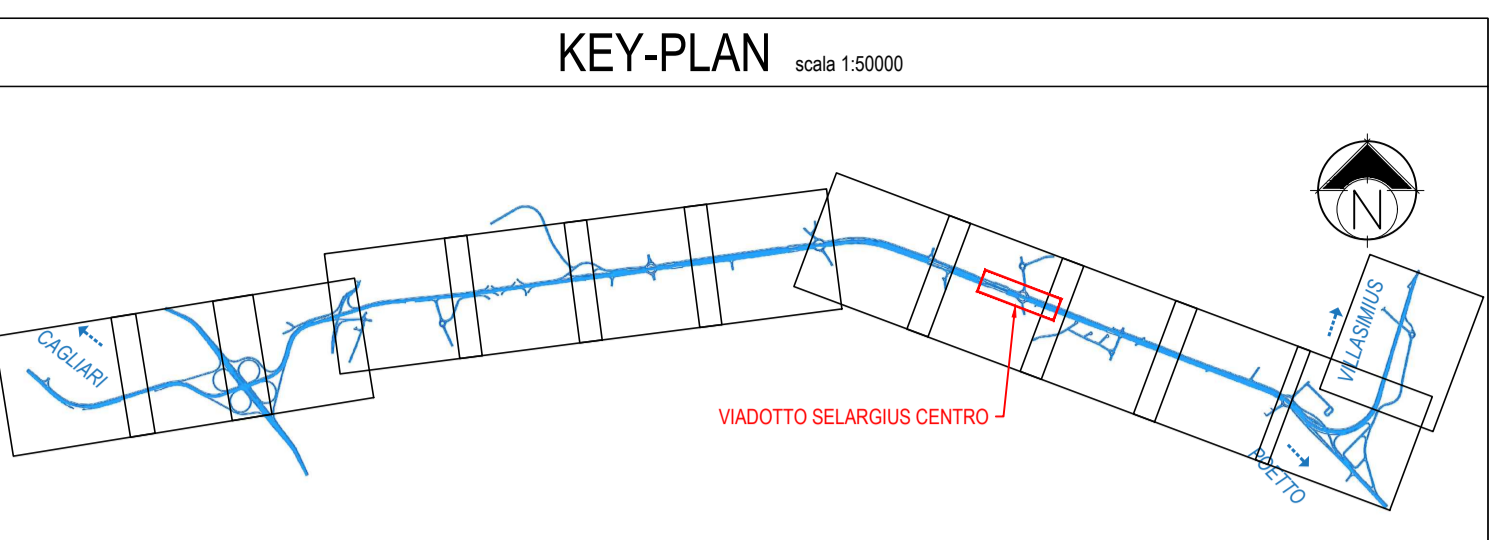 KEY-PLAN scala 1:50000
N
CAGLIARI
VILLASIMIUS
VIADOTTO SELARGIUS CENTRO
POETTO